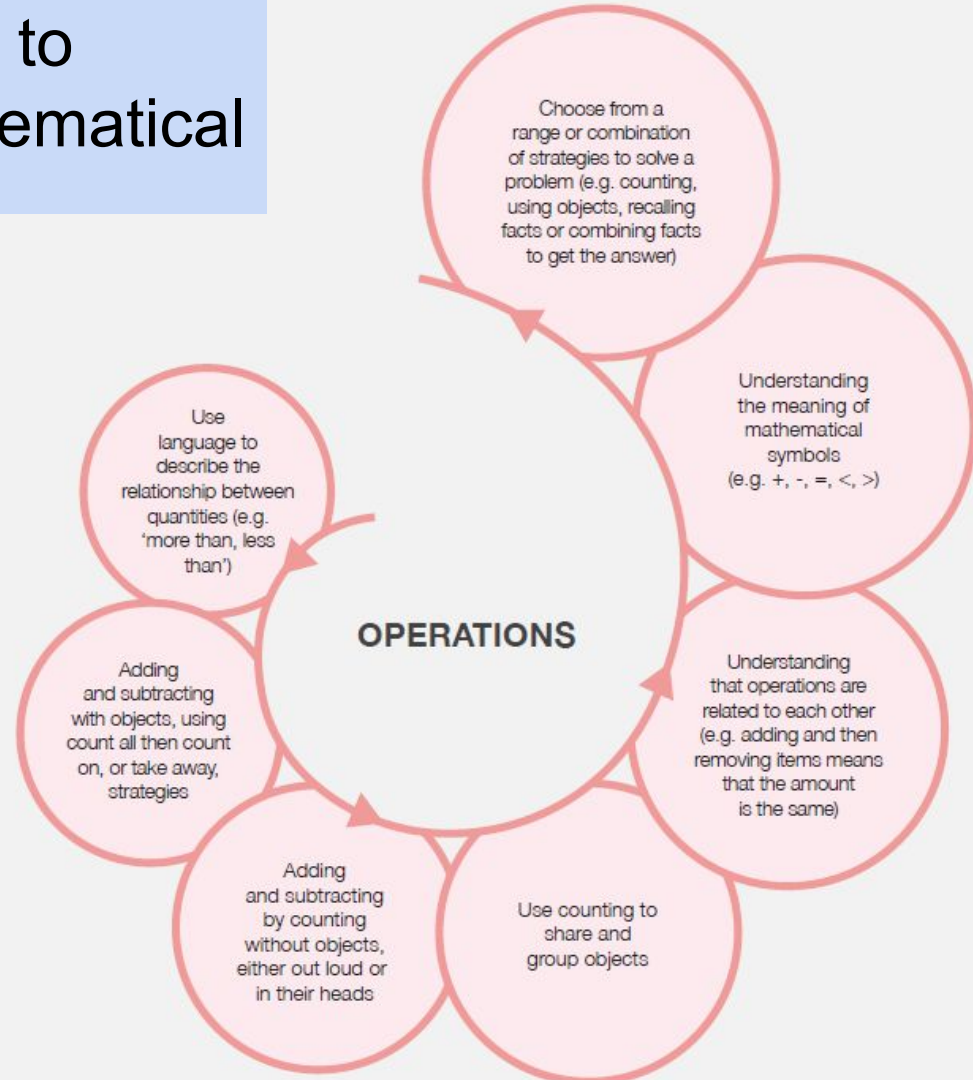 to
ematical
Choose from a
range or combination
of strategies to solve a
problem (e.g. counting,
using objects, recalling
facts or combining facts
to get the answer)
Understanding
the meaning of
mathematical
symbols
(e.g. +, -, =, <, >)
Use
language to
describe the
relationship between
quantities (e.g.
‘more than, less
than’)
OPERATIONS
Understanding
that operations are
related to each other
(e.g. adding and then
removing items means
that the amount
is the same)
Adding
and subtracting
with objects, using
count all then count
on, or take away,
strategies
Adding
and subtracting
by counting
without objects,
either out loud or
in their heads
Use counting to
share and
group objects